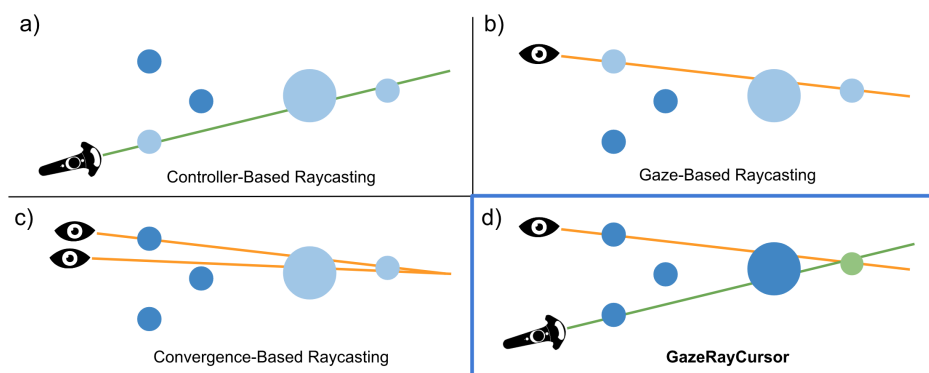 a)
Controller-Based Raycasting
b)
Gaze-Based Raycasting
c)
Convergence-Based Raycasting
d)
GazeRayCursor